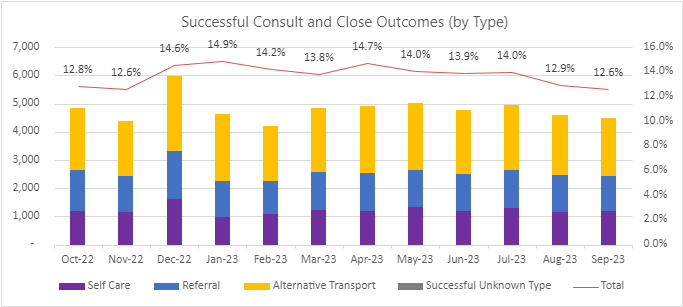 Successful Consult and Close Outcomes (by Type)
7,000 16.0%
6,000 14.0%
5,000 12.0%
4,000 10.0%
3,000 8.0%
2,000 6.0%
1,000 4.0%
- 2.0%
0.0%
12.8% 12.6% 14.6% 14.9% 14.2% 13.8% 14.7% 14.0% 13.9% 14.0% 12.9% 12.6%
Oct-22 Nov-22 Dec-22 Jan-23 Feb-23 Mar-23 Apr-23 May-23 Jun-23 Jul-23 Aug-23 Sep-23
Self Care Referral Alternative Transport Successful Unknown Type Total